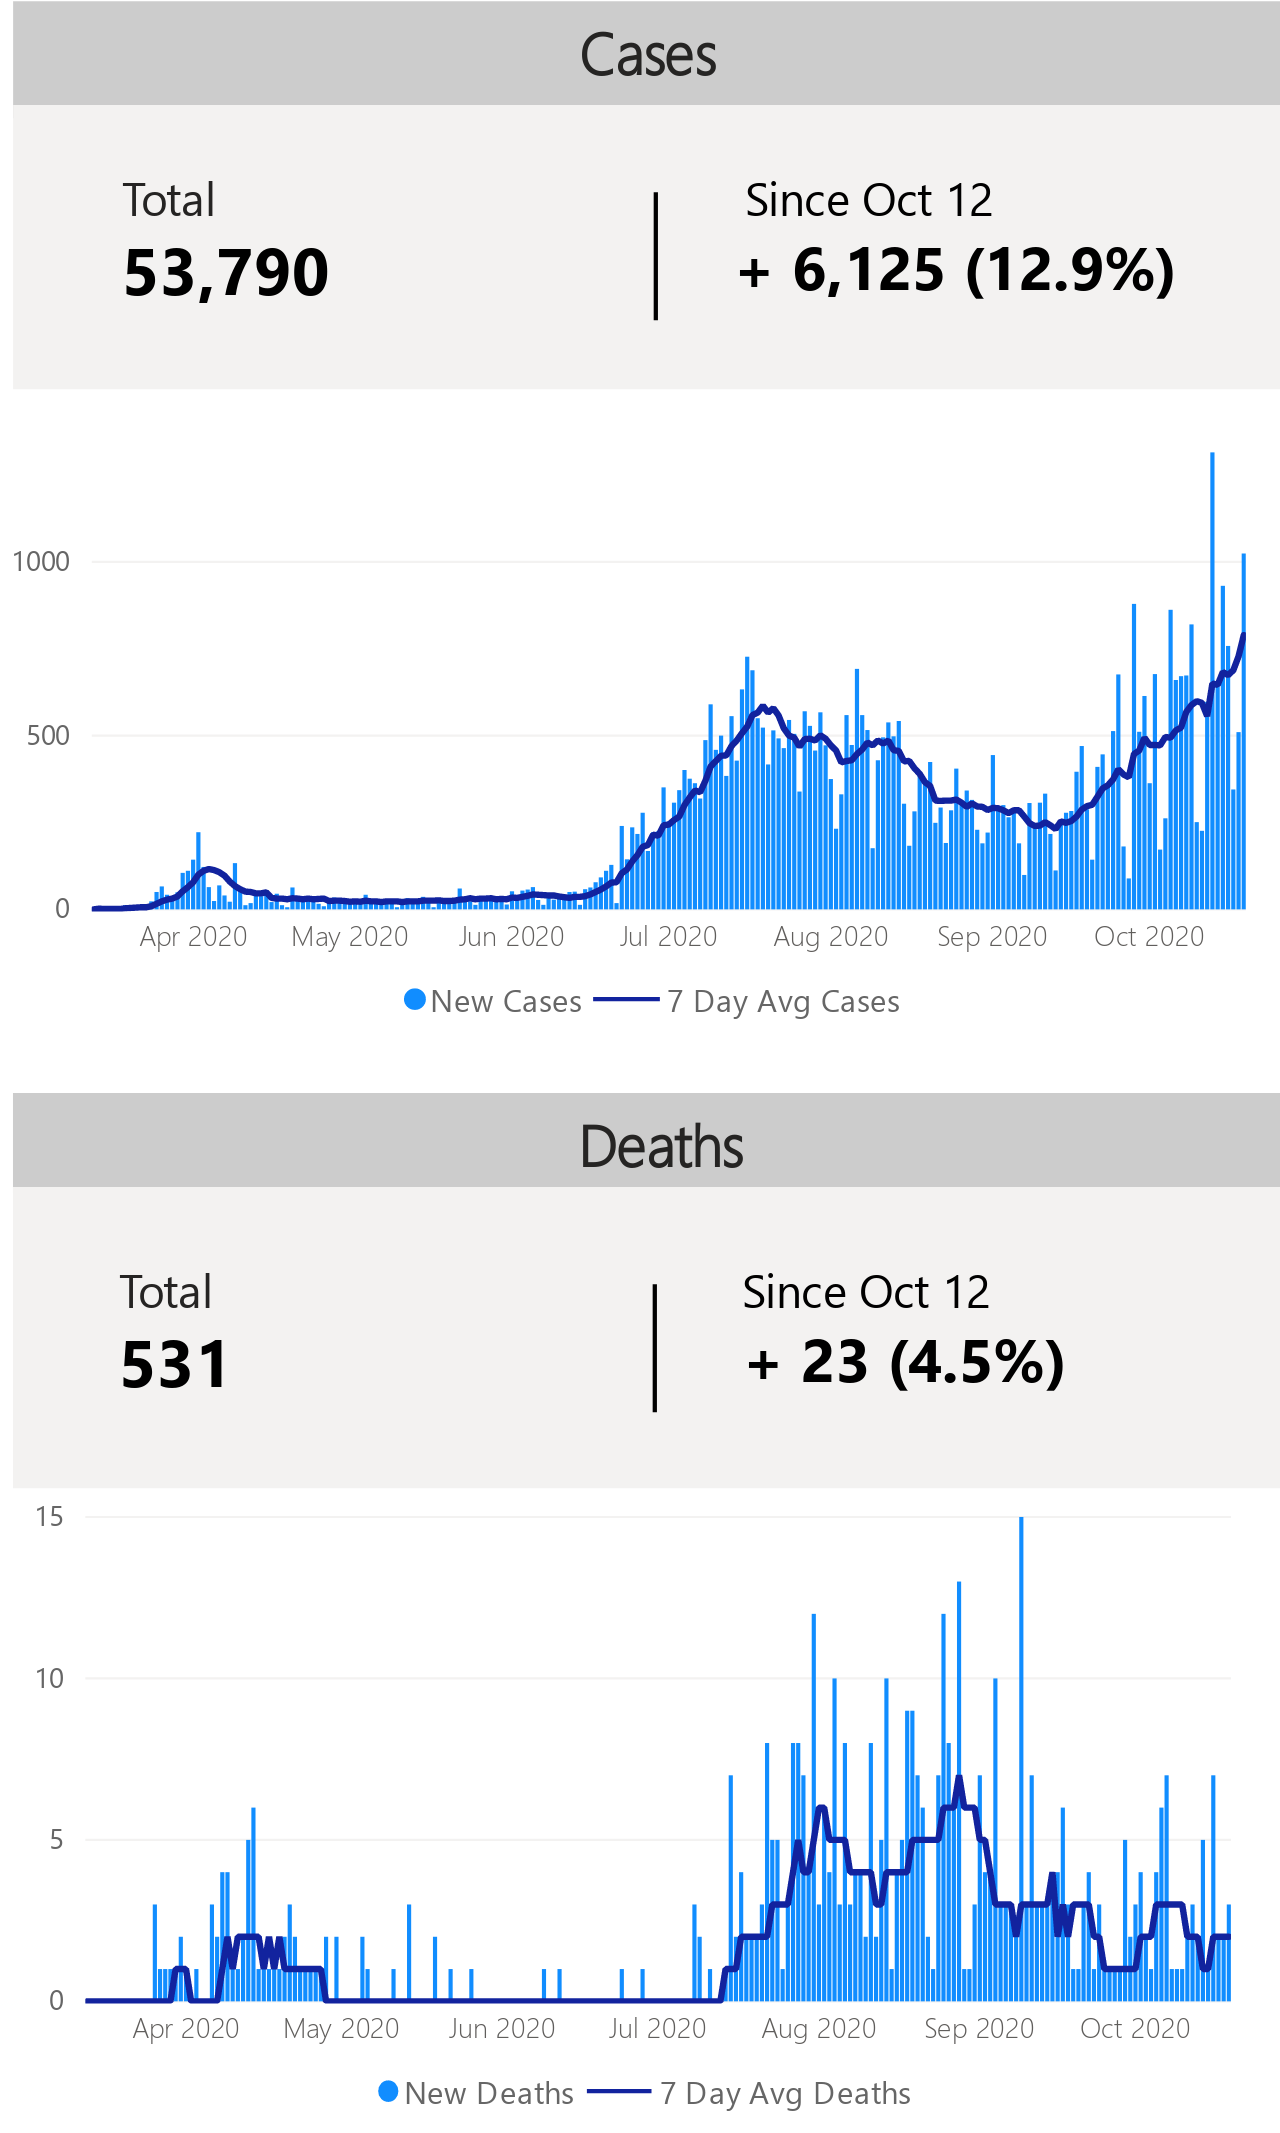 Cases
Total
Since Oct 12
53,790
+ 6,125 (12.9%)
1000
500
0
Apr 2020 May 2020 Jun 2020 Jul 2020 Aug 2020 Sep 2020 Oct 2020
New Cases 7 Day Avg Cases
Deaths
Total
Since Oct 12
531
+ 23 (4.5%)
15
10
5
0
Apr 2020 May 2020 Jun 2020 Jul 2020 Aug 2020 Sep 2020 Oct 2020
New Deaths 7 Day Avg Deaths